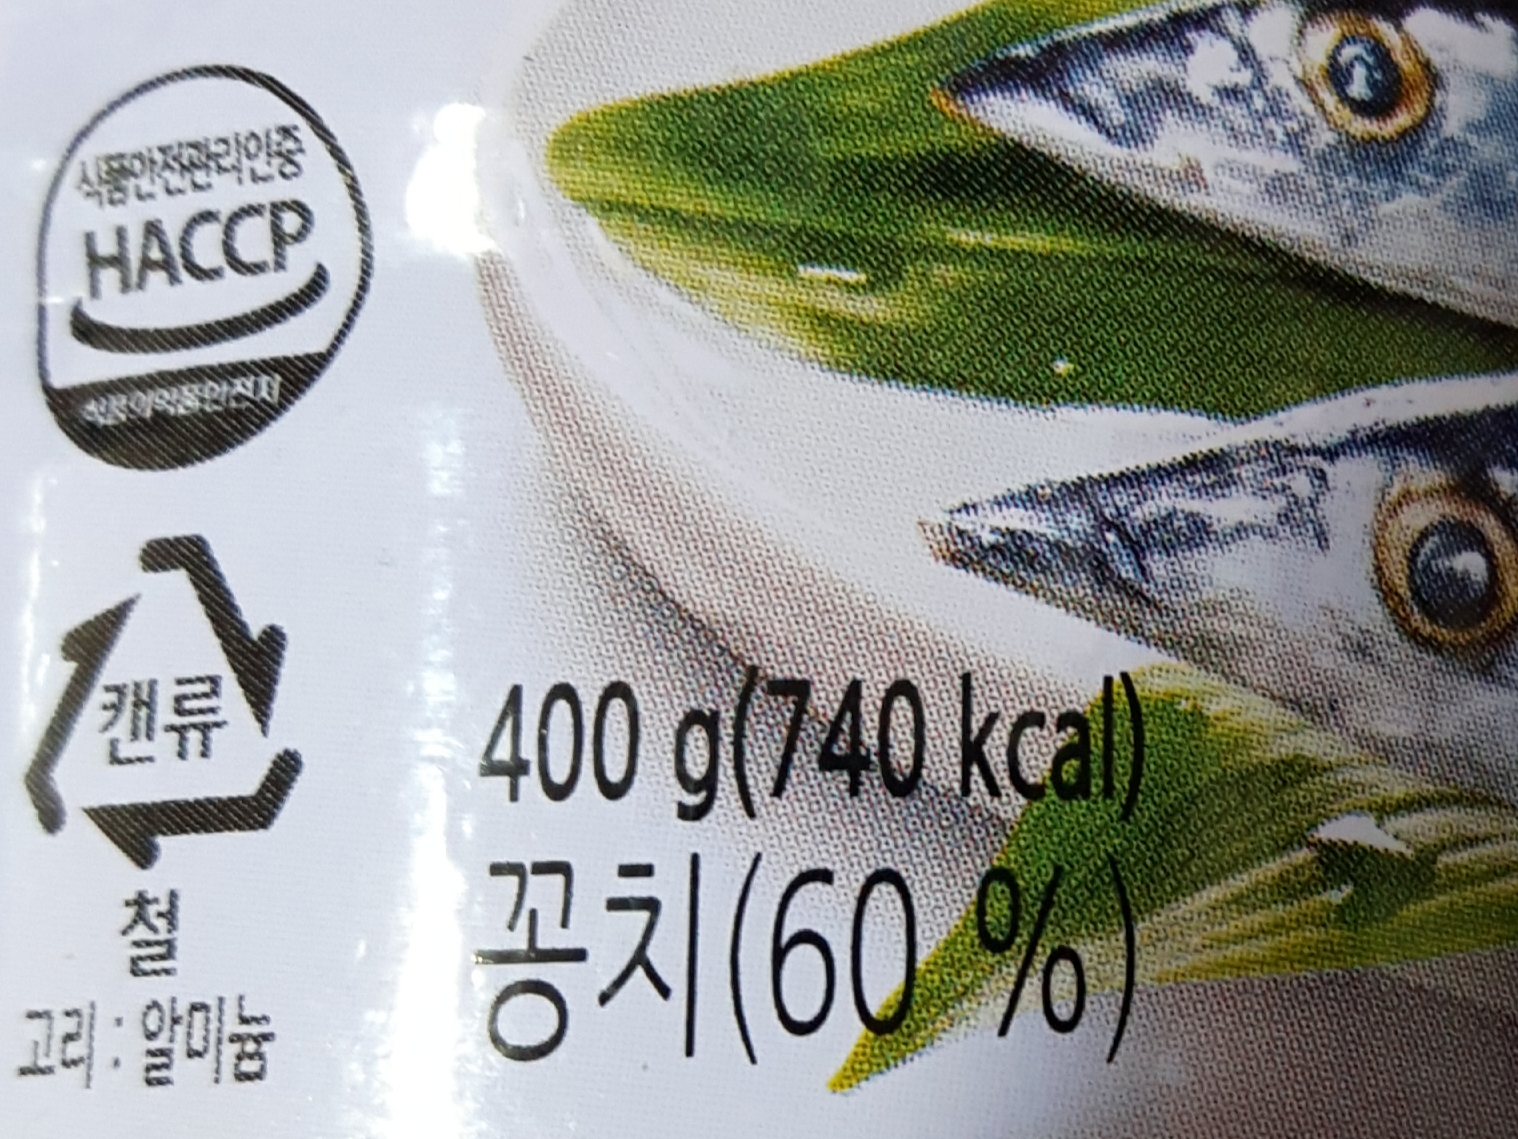 식품안전관리인증
HACCP
식품의약품안전처
캔류
철
고리 : 알미늄
400 g(740 kcal)
꽁치(60 %)